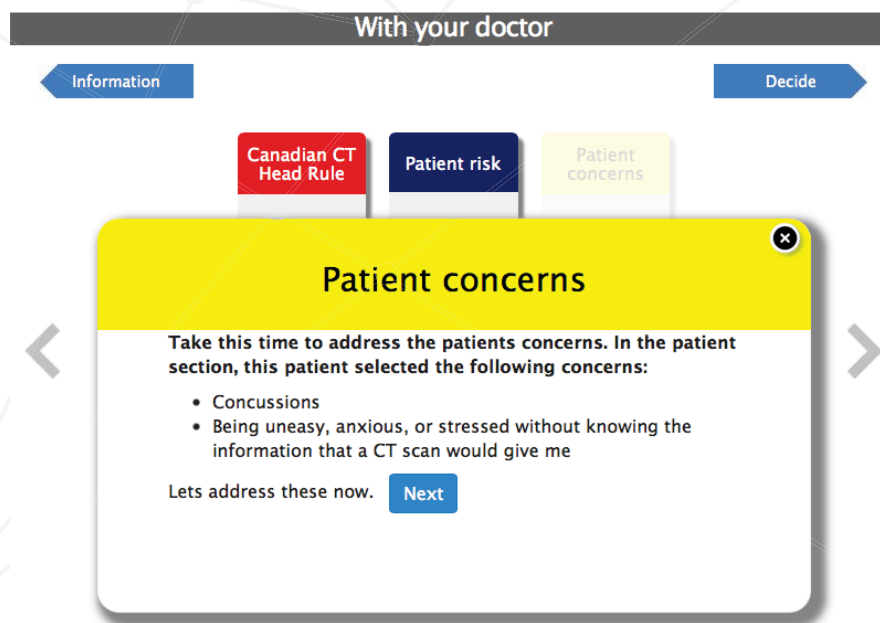 With your doctor
Information
Decide
Canadian CT
Head Rule
Patient risk
Patient
concerns
Patient concerns
Take this time to address the patients concerns. In the patient
section, this patient selected the following concerns:
• Concussions
• Being uneasy, anxious, or stressed without knowing the
information that a CT scan would give me
Lets address these now.
Next